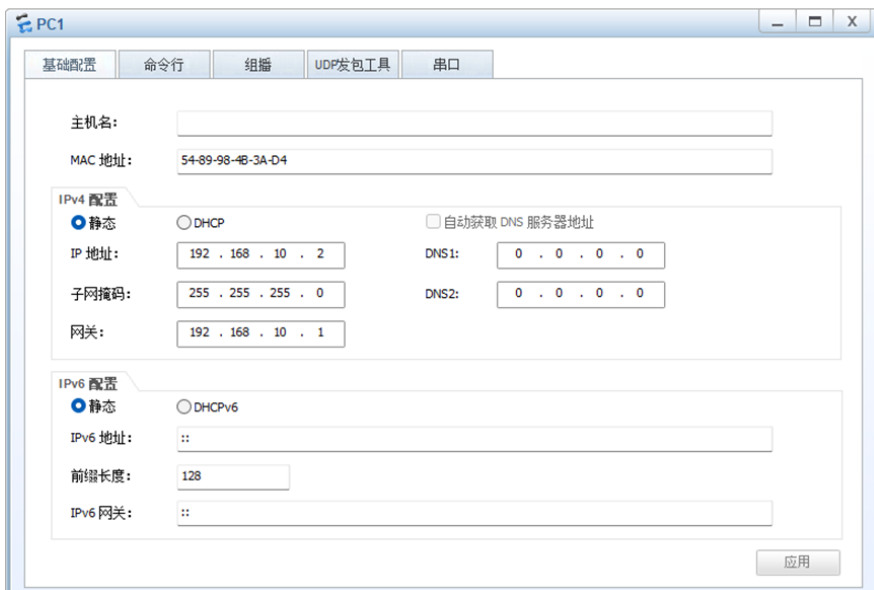 PC1
基础配置 命令行 组播 UDP发包工具 串口
主机名:
MAC 地址: 54-89-98-4B-3A-D4
IPv4 配置
静态 DHCP 自动获取 DNS 服务器地址
IP 地址: 192 . 168 . 10 . 2 DNS1: 0 . 0 . 0 . 0
子网掩码: 255 . 255 . 255 . 0 DNS2: 0 . 0 . 0 . 0
网关: 192 . 168 . 10 . 1
IPv6 配置
静态 DHCPv6
IPv6 地址: ::
前缀长度: 128
IPv6 网关: ::
应用